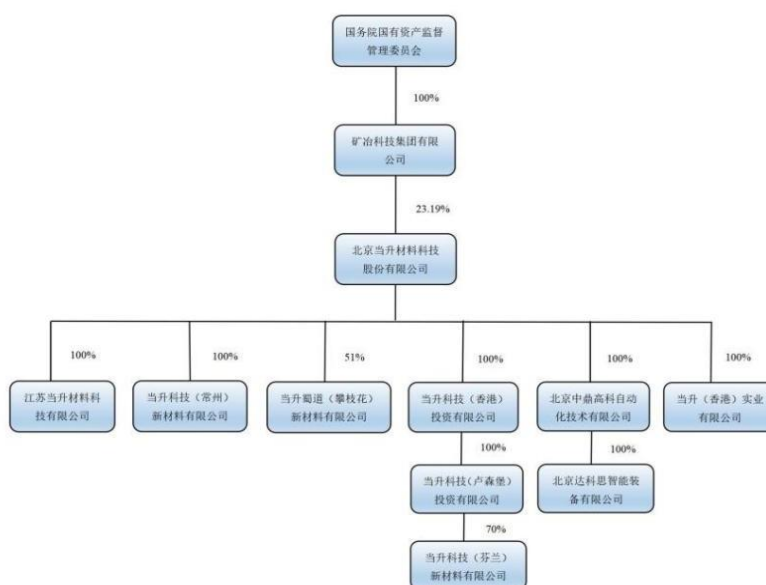 国务院国有资产监督
管理委员会
100%
矿冶科技集团有限
公司
23.19%
北京当升材料科技
股份有限公司
100%
100%
51%
100%
100%
100%
江苏当升材料科
技有限公司
当升科技（常州）
新材料有限公司
当升蜀道（攀枝花）
新材料有限公司
当升科技（香港）
投资有限公司
北京中鼎高科自动
化技术有限公司
当升（香港）实业
有限公司
100%
100%
当升科技（卢森堡）
投资有限公司
北京达科思智能装
备有限公司
70%
当升科技（芬兰）
新材料有限公司